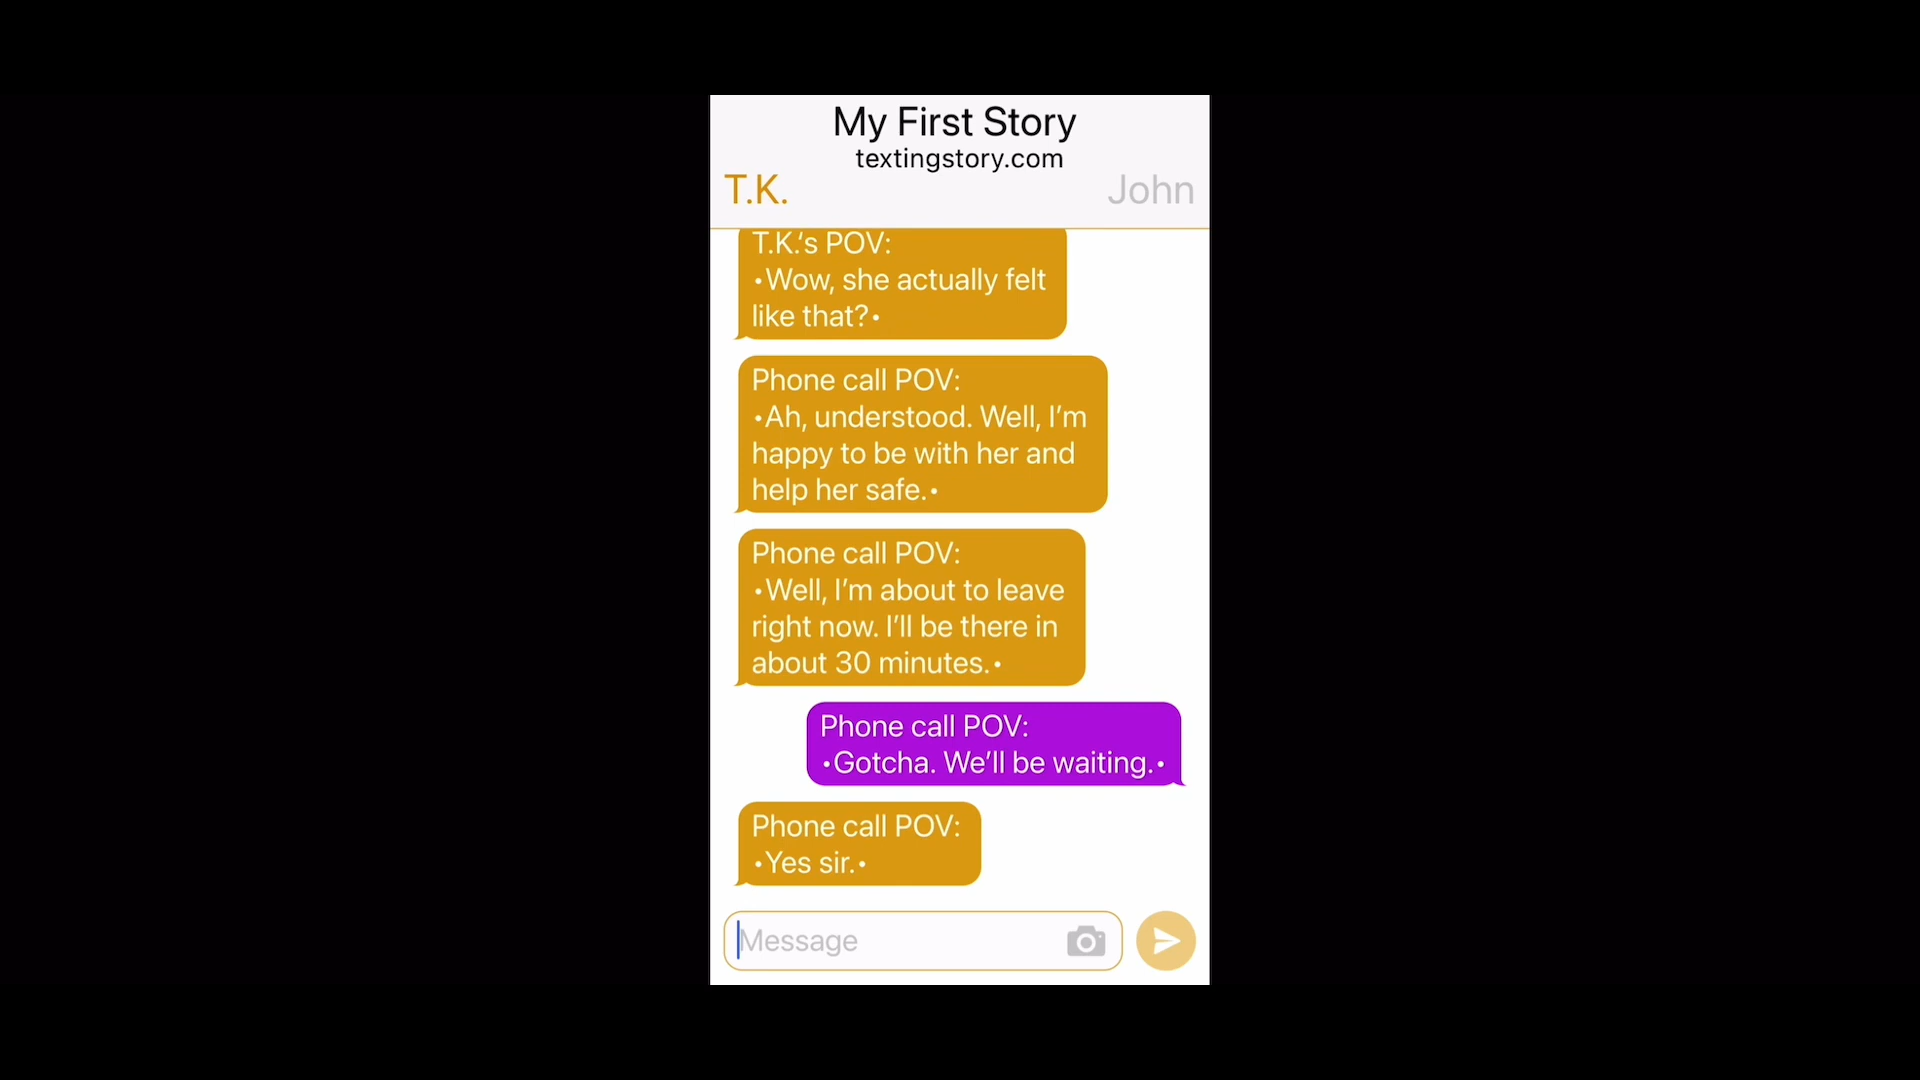 My First Story
textingstory.com
T.K.
John
T.K.‘s POV:
•Wow, she actually felt
like that?•
Phone call POV:
•Ah, understood. Well, I’m
happy to be with her and
help her safe.•
Phone call POV:
•Well, I’m about to leave
right now. I’ll be there in
about 30 minutes.•
Phone call POV:
•Gotcha. We’ll be waiting.•
Phone call POV:
•Yes sir.•
Message